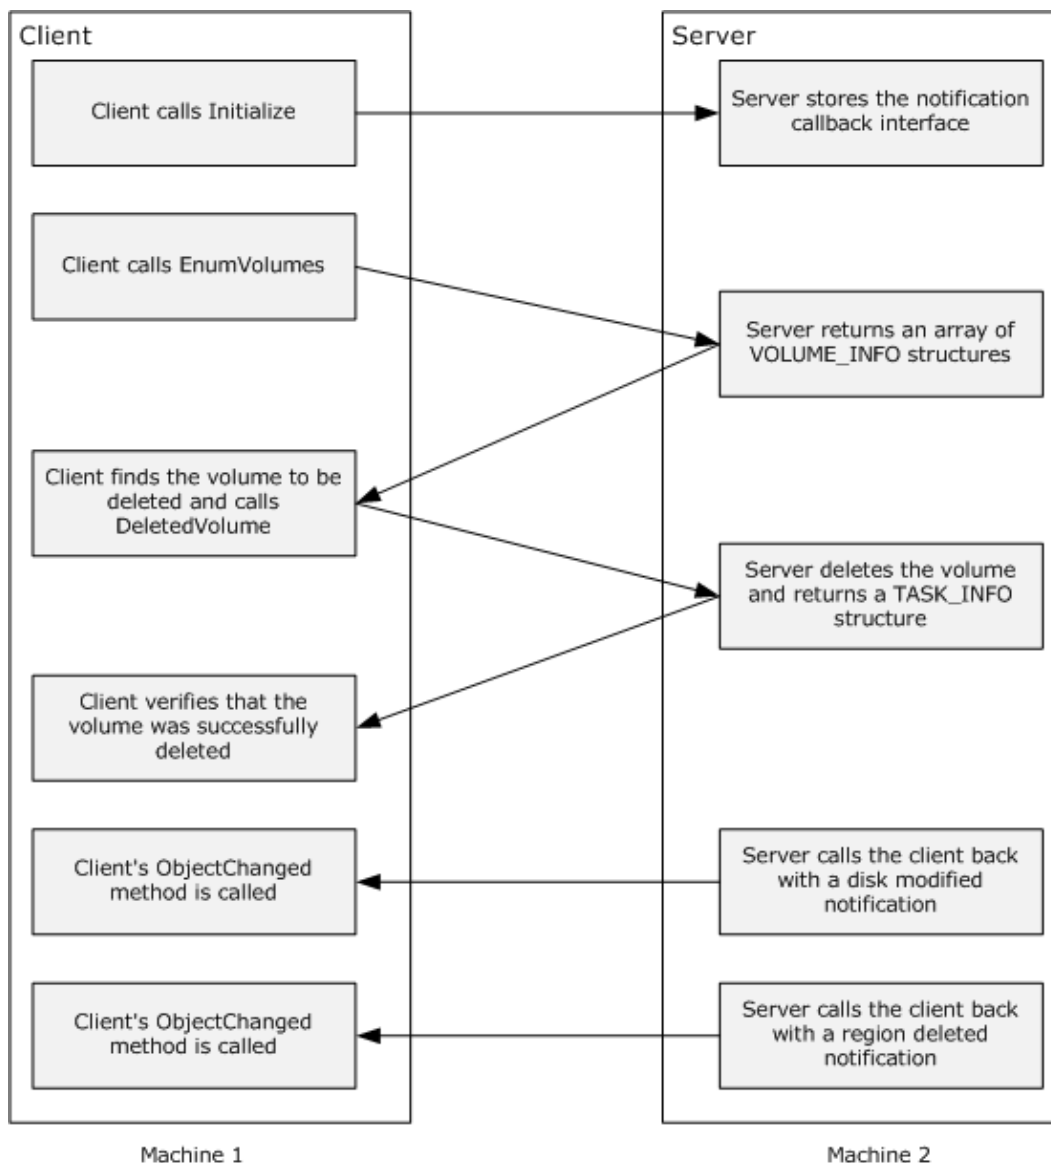 Client
Client calls Initialize
Client calls EnumVolumes
Client finds the volume to be
deleted and calls
DeletedVolume
Client verifies that the
volume was successfully
deleted
Client's ObjectChanged
method is called
Client's ObjectChanged
method is called
Machine 1
Server
Server stores the notification
callback interface
Server returns an array of
VOLUME_INFO structures
Server deletes the volume
and returns a TASK_INFO
structure
Server calls the client back
with a disk modified
notification
Server calls the client back
with a region deleted
notification
Machine 2